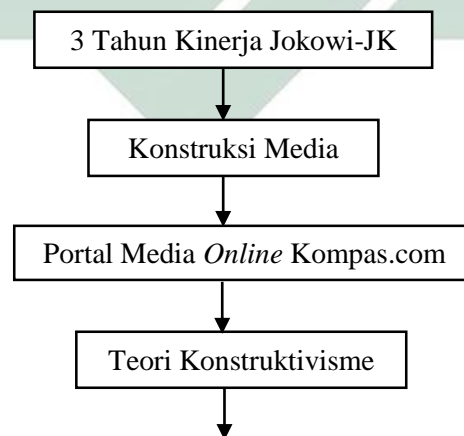 3 Tahun Kinerja Jokowi-JK
Konstruksi Media
Portal Media Online Kompas.com
Teori Konstruktivisme